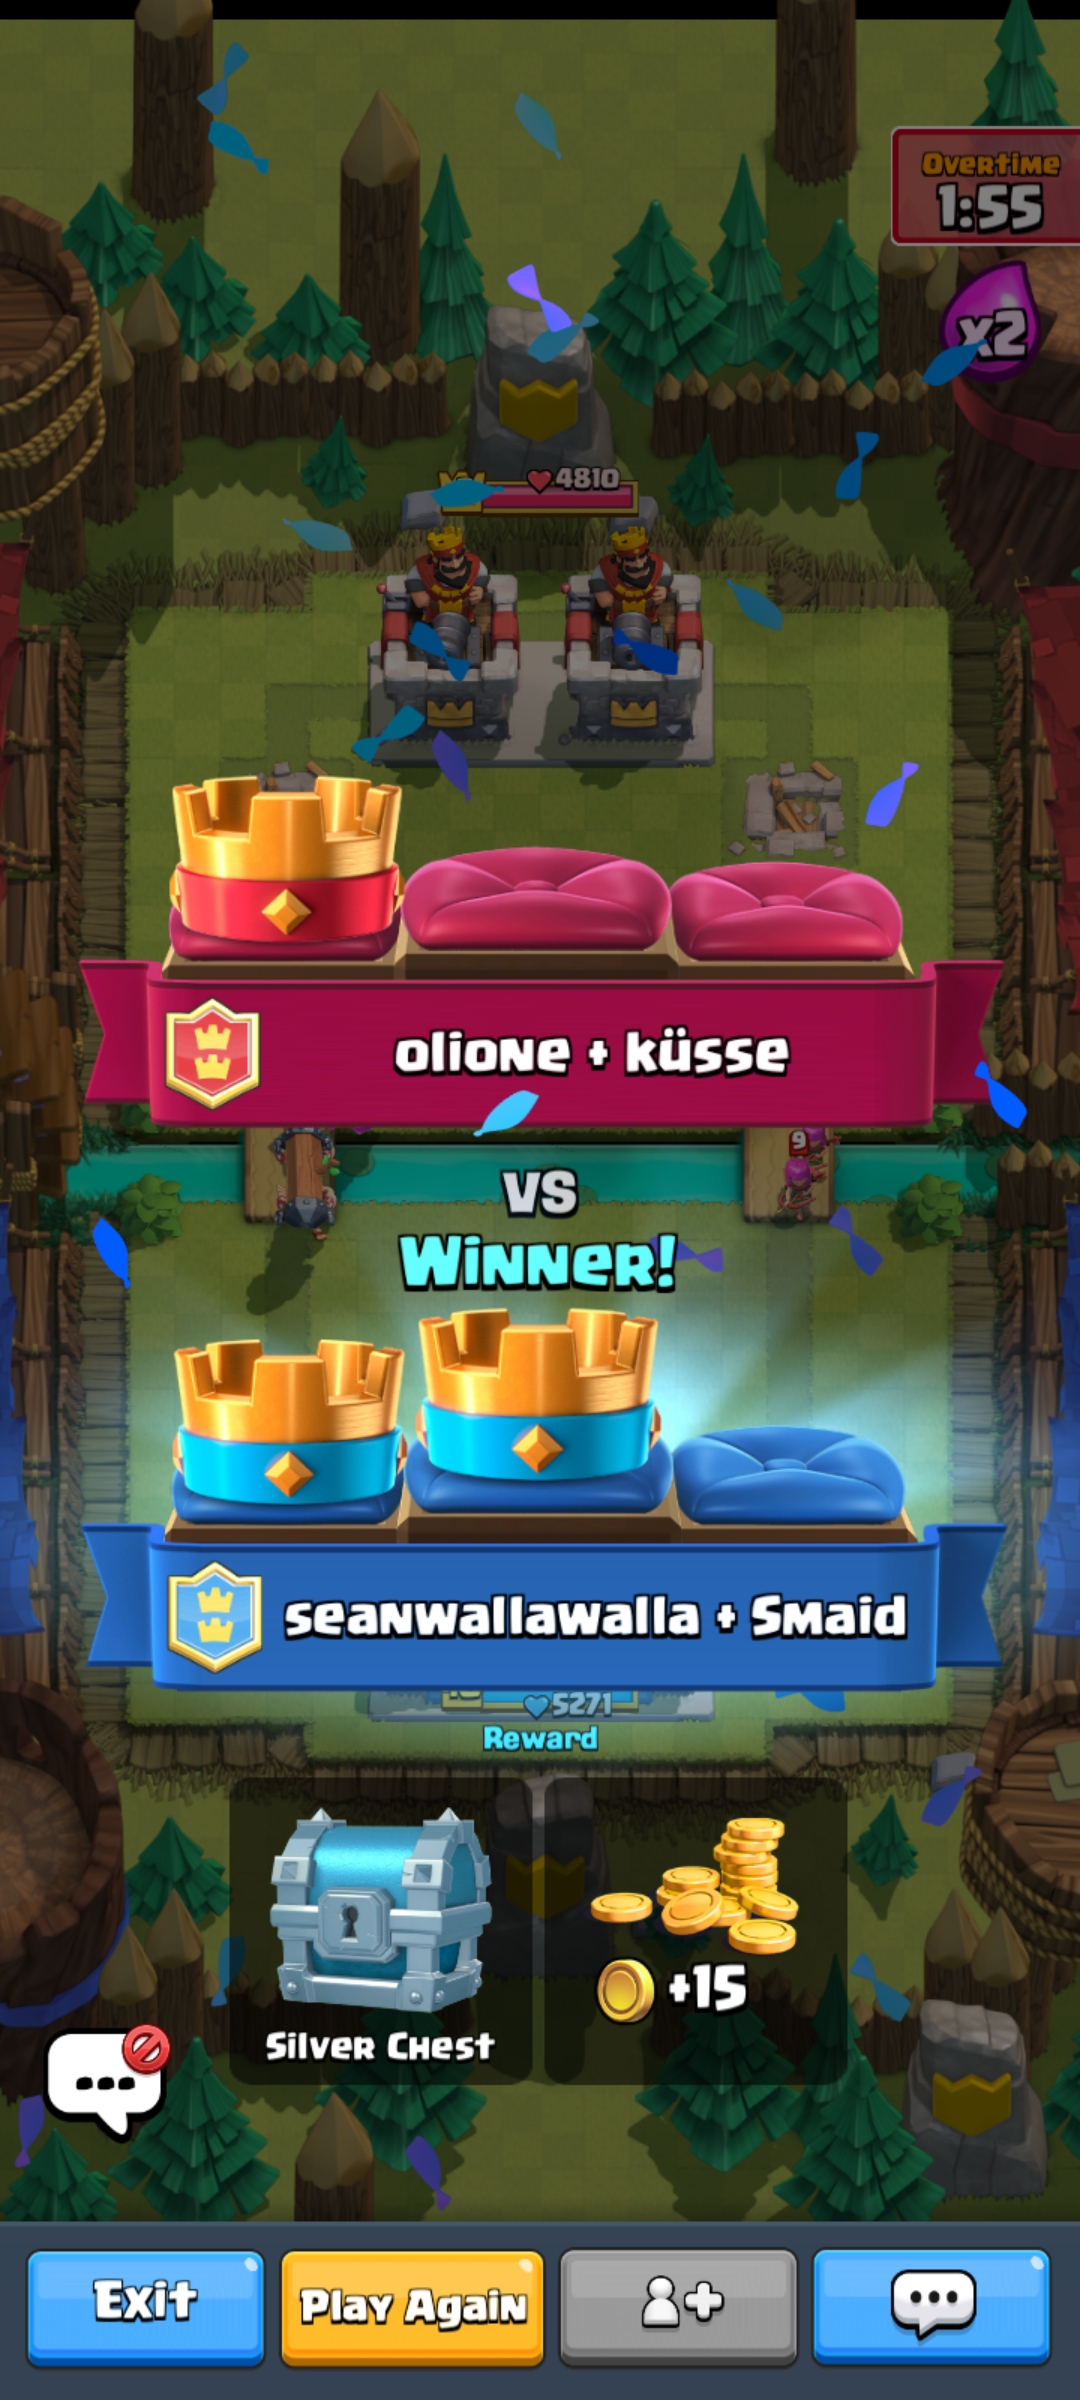 Overtime
1:55
x2
4810
olione + küsse
9
VS
Winner!
seanwallawalla + Smaid
5271
Reward
Silver Chest
+15
Exit
Play Again